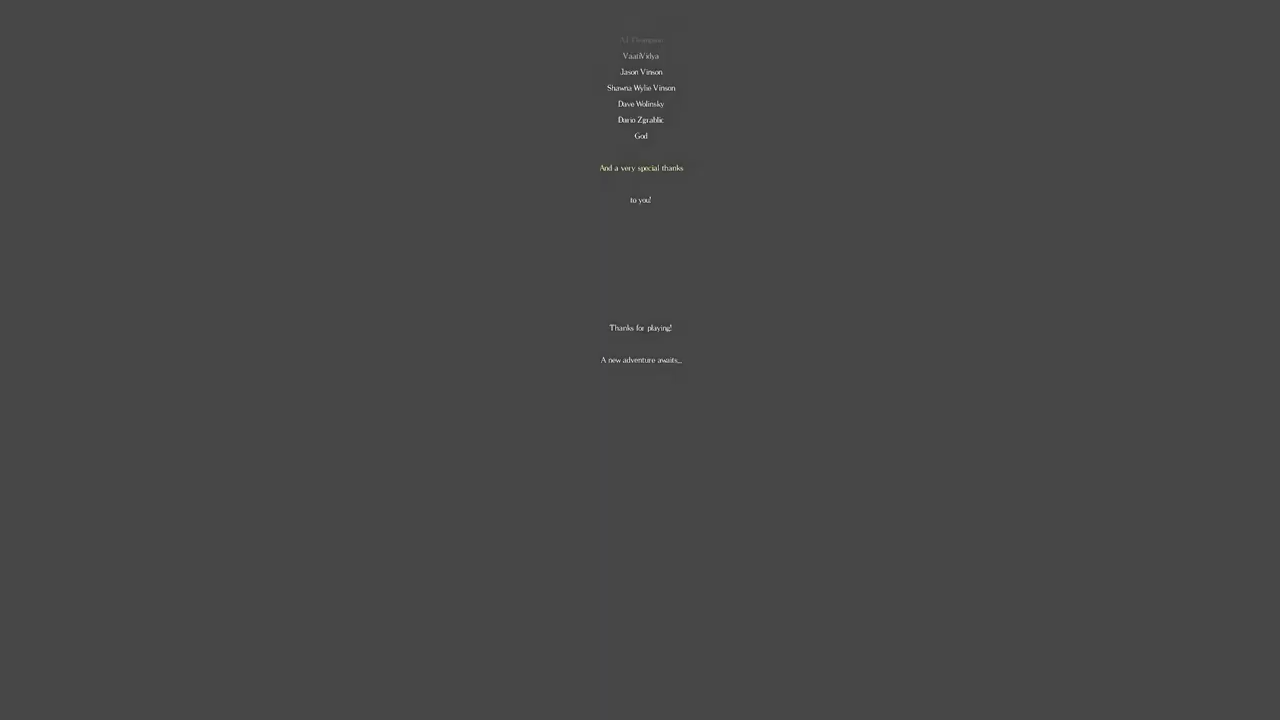 VaatiVidya
Jason Vinson
Shawna Wylie Vinson
Dave Wolinsky
Dario Zgrablic
God
And a very special thanks
to you!
Thanks for playing!
A new adventure awaits...